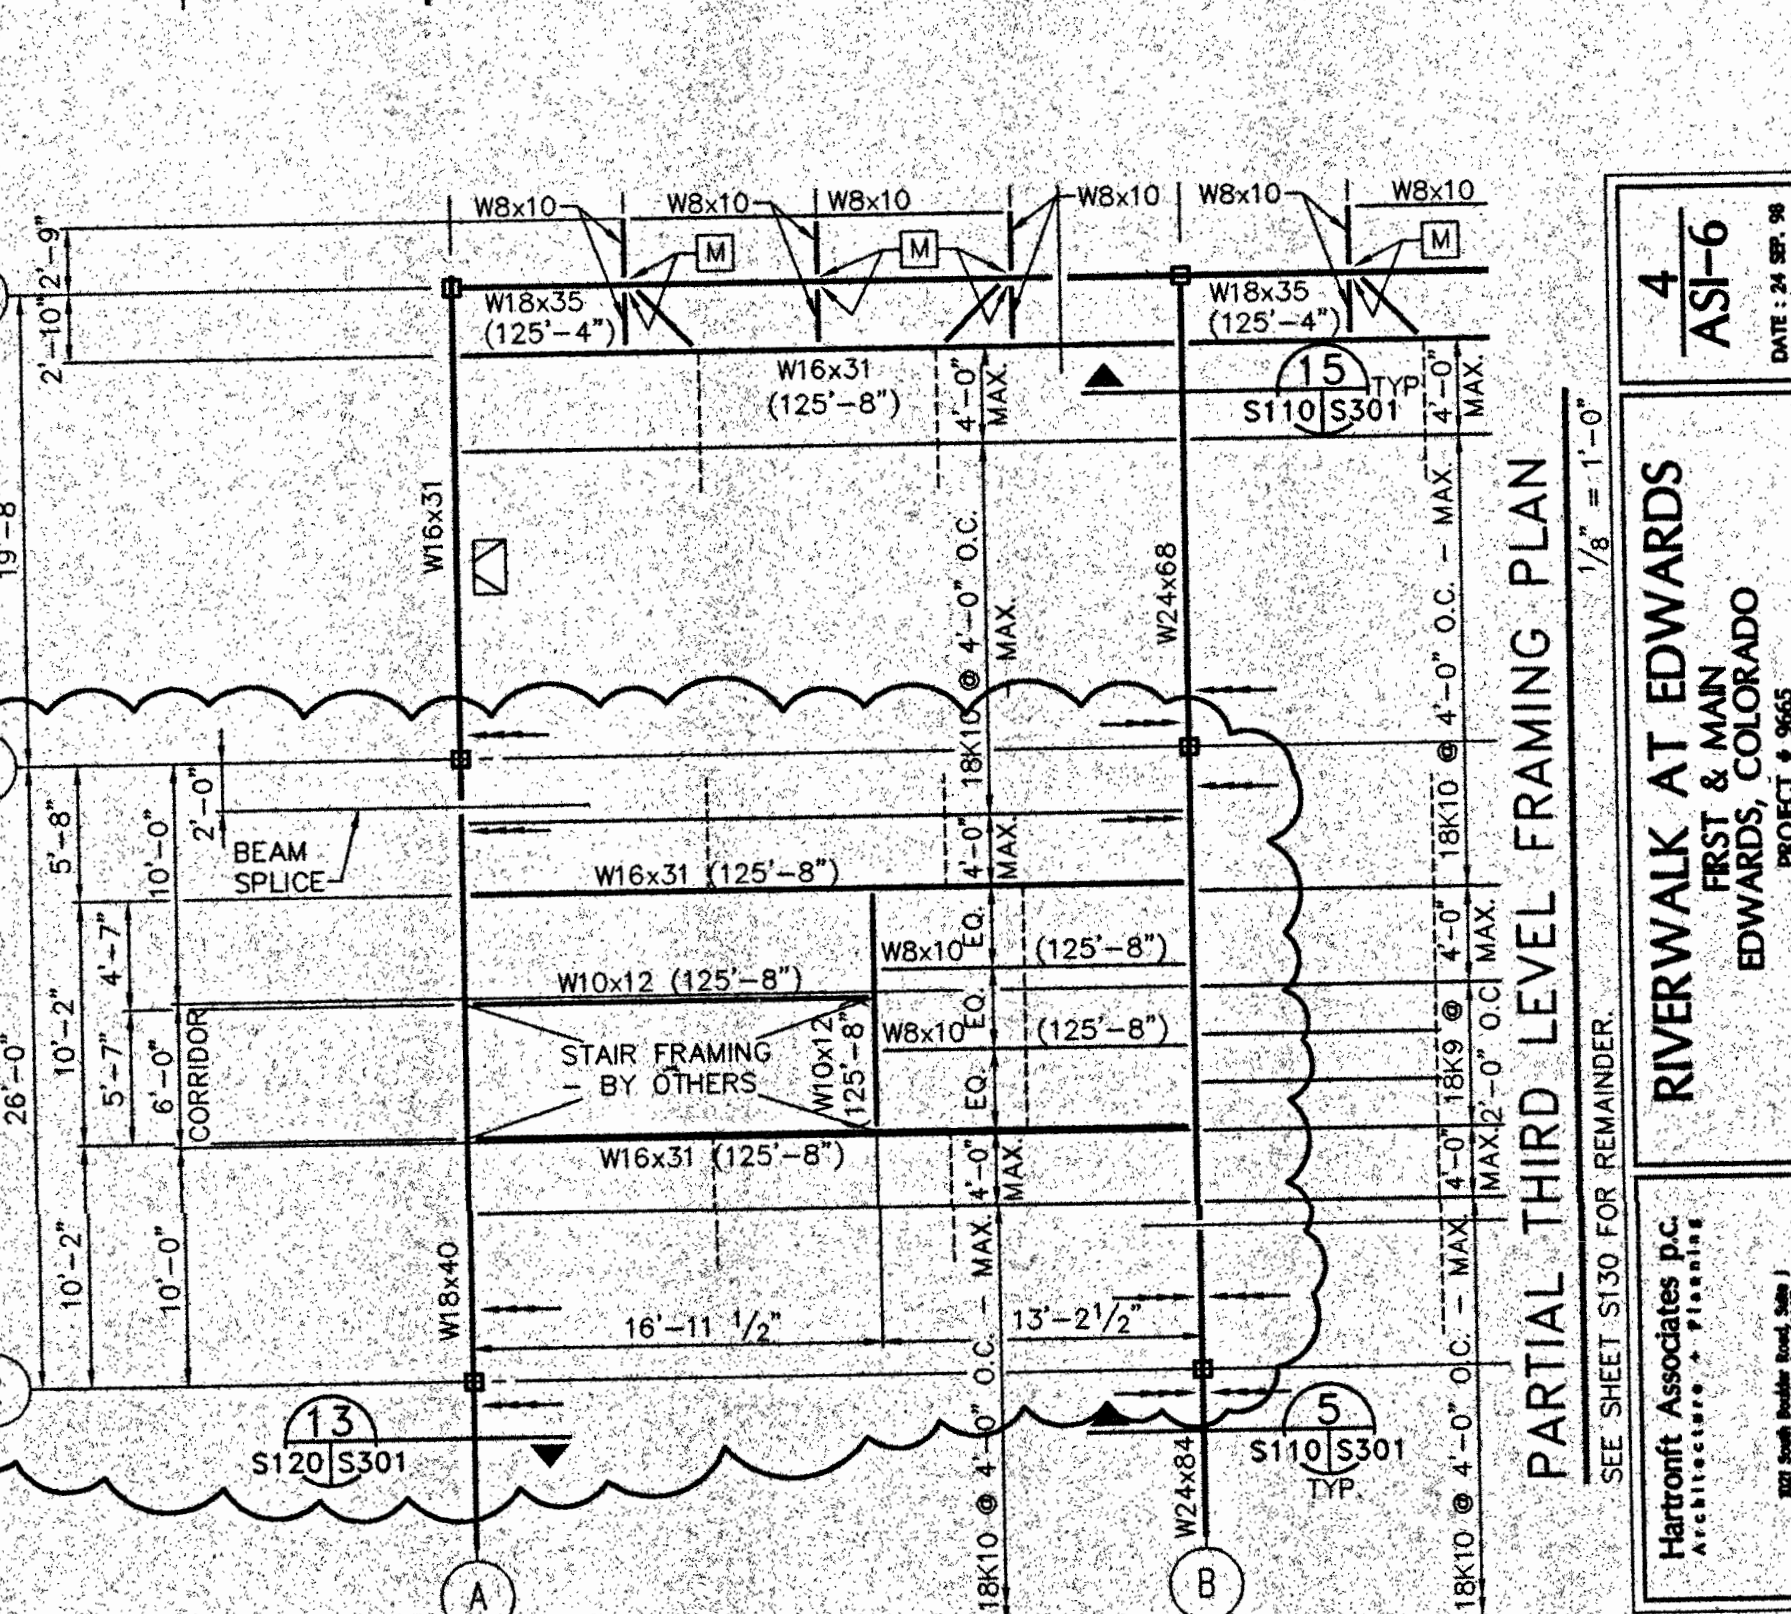 W8x10
W8x10
W8x10
W8x10
W8x10
W8x10
M
M
M
2'-9"
2'-10"
W18x35
(125'-4")
W18x35
(125'-4")
W16x31
(125'-8")
4'-0"
MAX.
15
TYP
S110 S301
4'-0"
MAX.
19'-8
W16x31
W24x68
18K10 @ 4'-0" O.C.
MAX.
18K10 @ 4'-0" O.C. – MAX.
2'-0"
BEAM
SPLICE
5'-8"
10'-0"
W16x31 (125'-8")
4'-0"
MAX.
4'-7"
W8x10
(125'-8")
EQ.
4'-0"
MAX.
W10x12 (125'-8")
W8x10
(125'-8")
EQ.
18K9 @
2'-0" O.C.
STAIR FRAMING
BY OTHERS
W10x12
(125'-8")
EQ.
26'-0"
10'-2"
5'-7"
6'-0"
CORRIDOR
W16x31 (125'-8")
4'-0"
MAX.
4'-0"
MAX.
10'-2"
10'-0"
W18x40
16'-11 1/2"
13'-2 1/2"
13
S120 S301
5
S110 S301
TYP.
W24x84
18K10 @ 4'-0" O.C. – MAX.
18K10 @ 4'-0" O.C. – MAX.
A
B
PARTIAL THIRD LEVEL FRAMING PLAN
1/8" = 1'-0"
SEE SHEET S130 FOR REMAINDER.
4
ASI-6
DATE : 24 SEP. 98
RIVERWALK AT EDWARDS
FIRST & MAIN
EDWARDS, COLORADO
PROJECT # 9665
Hartronft Associates p.c.
Architecture + Planning